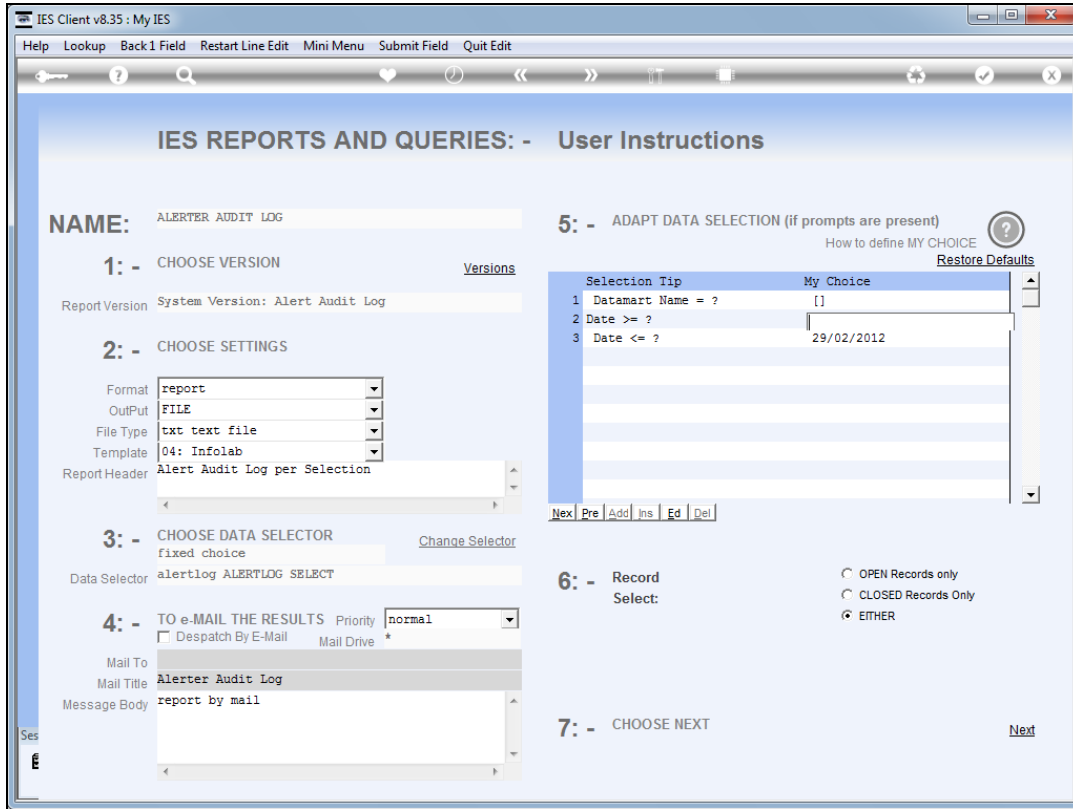 IES Client v8.35 : My IES
Help Lookup Back 1 Field Restart Line Edit Mini Menu Submit Field Quit Edit
IES REPORTS AND QUERIES: - User Instructions
NAME: ALERTER AUDIT LOG
1: - CHOOSE VERSION Versions
Report Version System Version: Alert Audit Log
2: - CHOOSE SETTINGS
Format report
OutPut FILE
File Type txt text file
Template 04: Infolab
Report Header Alert Audit Log per Selection
3: - CHOOSE DATA SELECTOR Change Selector
fixed choice
Data Selector alertlog ALERTLOG SELECT
4: - TO e-MAIL THE RESULTS Priority normal
Despatch By E-Mail Mail Drive *
Mail To
Mail Title Alerter Audit Log
Message Body report by mail
5: - ADAPT DATA SELECTION (if prompts are present)
How to define MY CHOICE ?
Restore Defaults
Selection Tip My Choice
1 Datamart Name = ? []
2 Date >= ?
3 Date <= ? 29/02/2012
Nex Pre Add Ins Ed Del
6: - Record Select:
OPEN Records only
CLOSED Records Only
EITHER
7: - CHOOSE NEXT Next
Ses